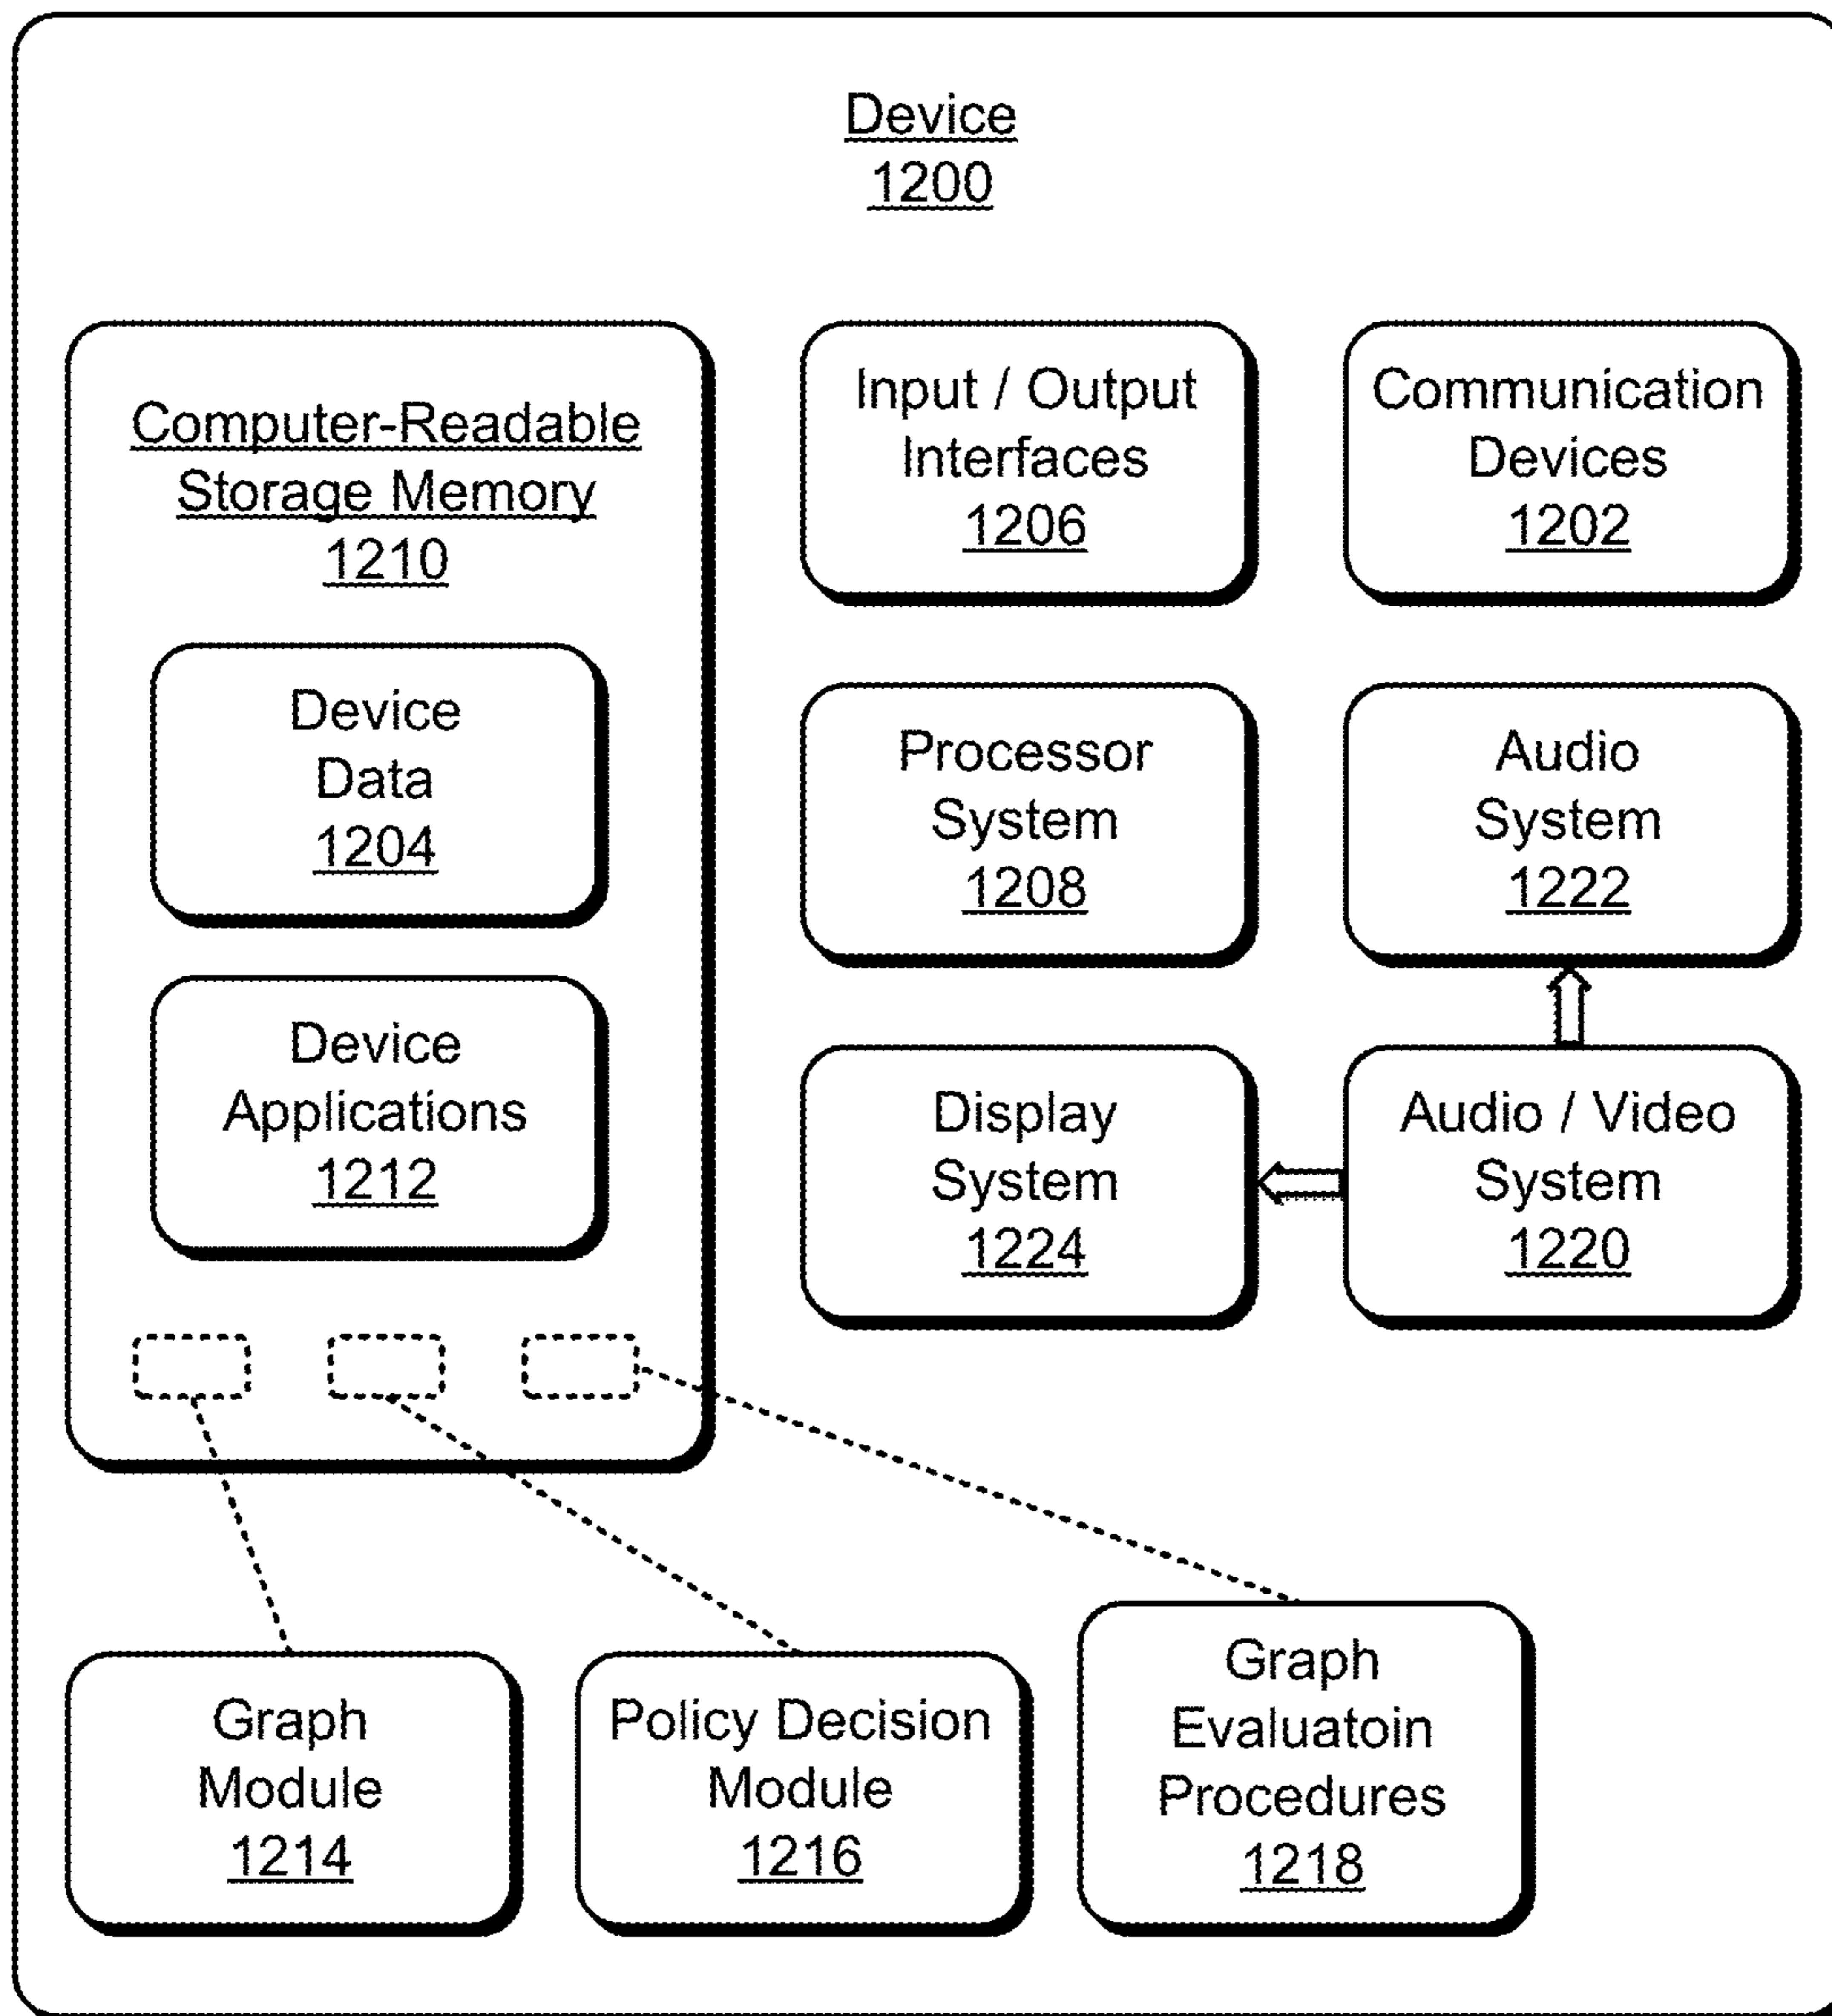 Device
1200
Computer-Readable
Storage Memory
1210
Device
Data
1204
Device
Applications
1212
Input / Output
Interfaces
1206
Communication
Devices
1202
Processor
System
1208
Audio
System
1222
Display
System
1224
Audio / Video
System
1220
Graph
Module
1214
Policy Decision
Module
1216
Graph
Evaluatoin
Procedures
1218